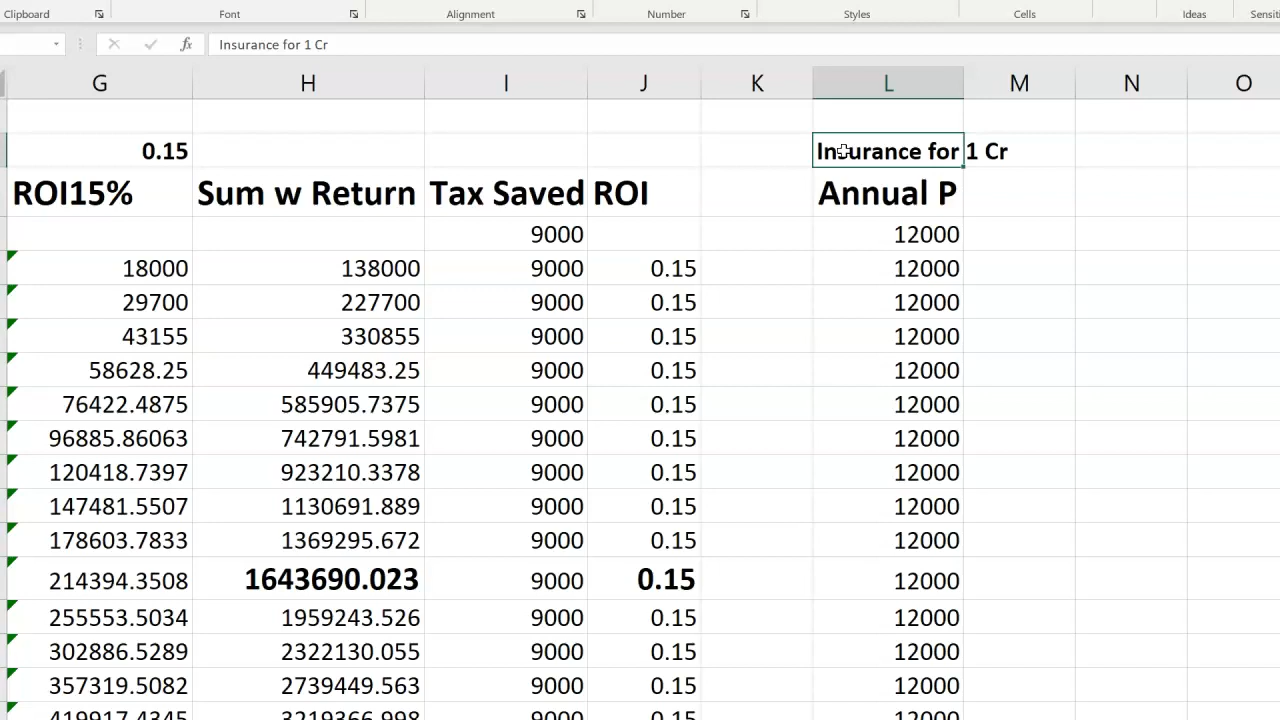 Clipboard Font Alignment Number Styles Cells Ideas Sensiti
fx Insurance for 1 Cr
G H I J K L M N O
0.15 Insurance for 1 Cr
ROI15% Sum w Return Tax Saved ROI Annual P
9000 12000
18000 138000 9000 0.15 12000
29700 227700 9000 0.15 12000
43155 330855 9000 0.15 12000
58628.25 449483.25 9000 0.15 12000
76422.4875 585905.7375 9000 0.15 12000
96885.86063 742791.5981 9000 0.15 12000
120418.7397 923210.3378 9000 0.15 12000
147481.5507 1130691.889 9000 0.15 12000
178603.7833 1369295.672 9000 0.15 12000
214394.3508 1643690.023 9000 0.15 12000
255553.5034 1959243.526 9000 0.15 12000
302886.5289 2322130.055 9000 0.15 12000
357319.5082 2739449.563 9000 0.15 12000
419917.4345 3219366.998 9000 0.15 12000